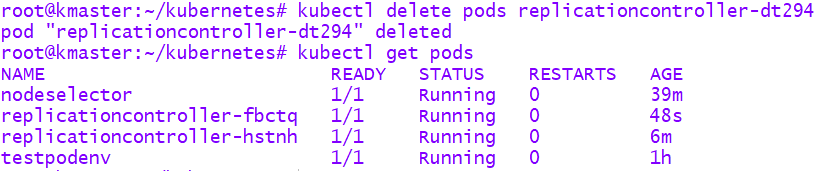 root@kmaster:~/kubernetes# kubectl delete pods replicationcontroller-dt294
pod "replicationcontroller-dt294" deleted
root@kmaster:~/kubernetes# kubectl get pods
NAME READY STATUS RESTARTS AGE
nodeselector 1/1 Running 0 39m
replicationcontroller-fbctq 1/1 Running 0 48s
replicationcontroller-hstnh 1/1 Running 0 6m
testpodenv 1/1 Running 0 1h